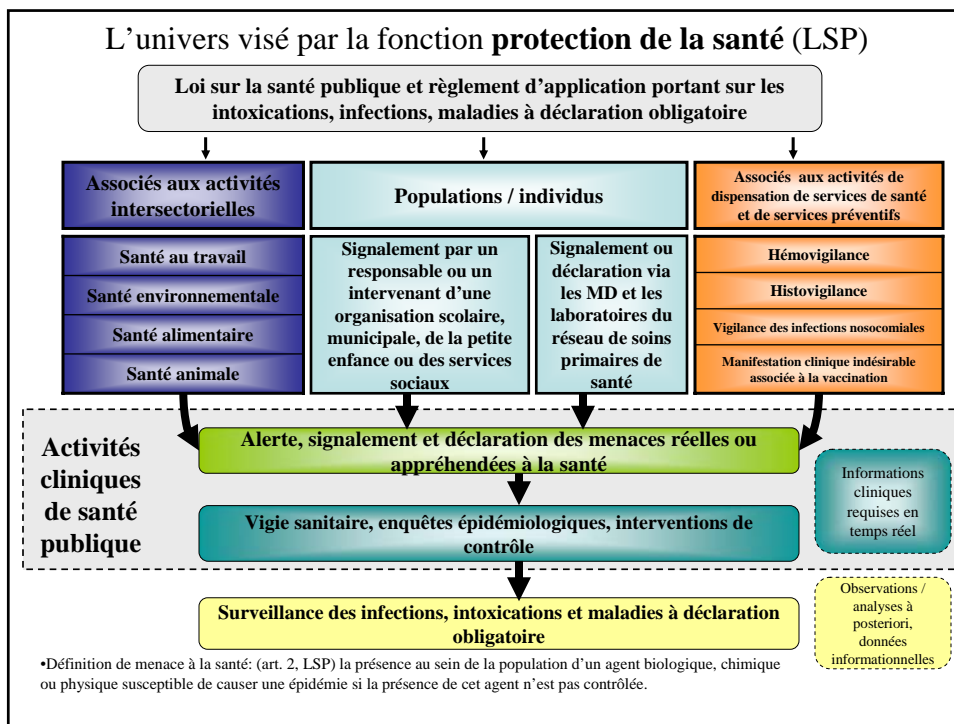 L'univers visé par la fonction protection de la santé (LSP)
Loi sur la santé publique et règlement d'application portant sur les
intoxications, infections, maladies à déclaration obligatoire
Associés aux activités
intersectorielles
Populations / individus
Associés aux activités de
dispensation de services de santé
et de services préventifs
Santé au travail
Santé environnementale
Santé alimentaire
Santé animale
Signalement par un
responsable ou un
intervenant d'une
organisation scolaire,
municipale, de la petite
enfance ou des services
sociaux
Signalement ou
déclaration via
les MD et les
laboratoires du
réseau de soins
primaires de
santé
Hémovigilance
Histovigilance
Vigilance des infections nosocomiales
Manifestation clinique indésirable
associée à la vaccination
Activités
cliniques
de santé
publique
Alerte, signalement et déclaration des menaces réelles ou
appréhendées à la santé
Informations
cliniques
requises en
temps réel
Vigie sanitaire, enquêtes épidémiologiques, interventions de
contrôle
Surveillance des infections, intoxications et maladies à déclaration
obligatoire
Observations /
analyses à
posteriori,
données
informationnelles
•Définition de menace à la santé: (art. 2, LSP) la présence au sein de la population d'un agent biologique, chimique
ou physique susceptible de causer une épidémie si la présence de cet agent n'est pas contrôlée.